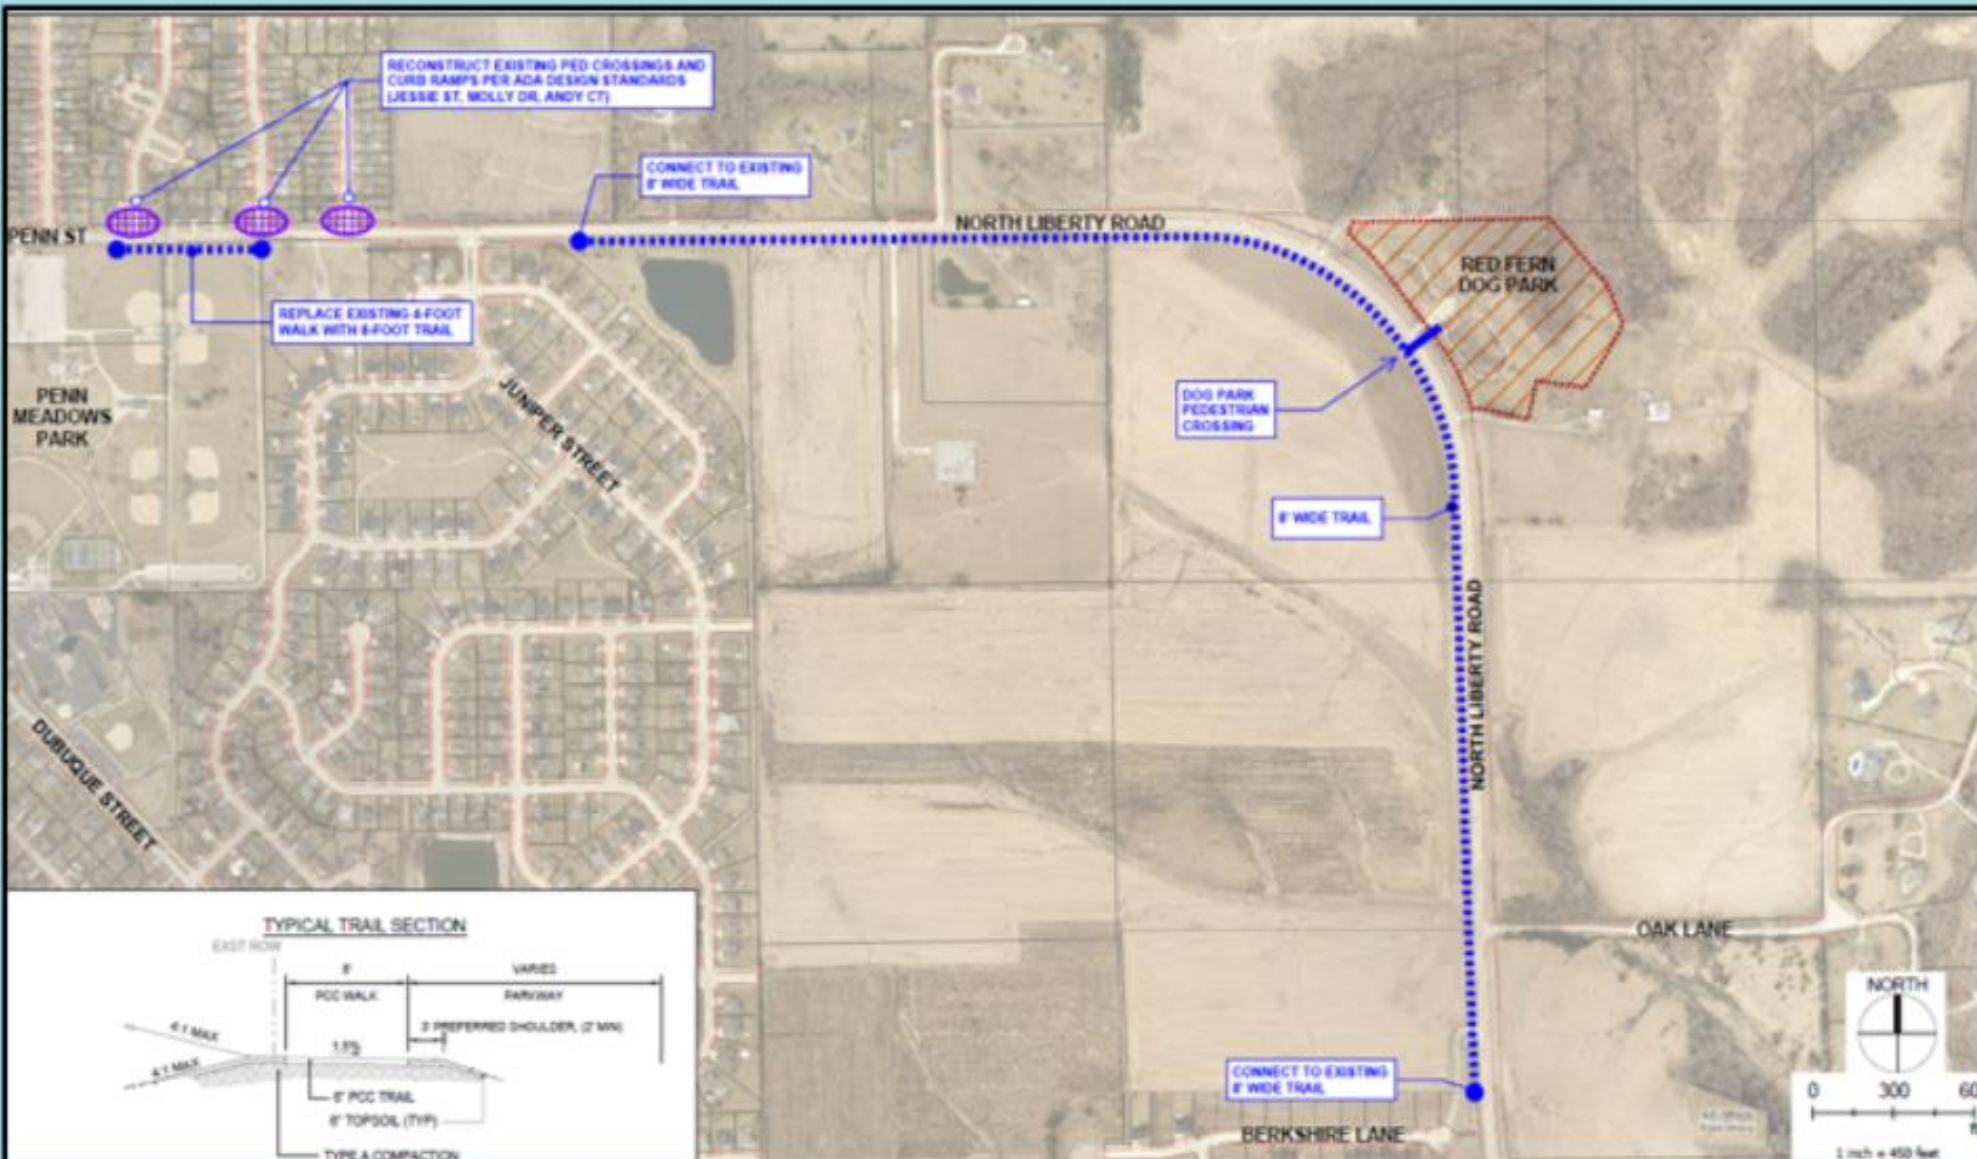 RECONSTRUCT EXISTING PED CROSSINGS AND
CURB RAMPS PER ADA DESIGN STANDARDS
(JESSIE ST, MOLLY DR, ANDY CT)
CONNECT TO EXISTING
8' WIDE TRAIL
PENN ST
NORTH LIBERTY ROAD
RED FERN
DOG PARK
REPLACE EXISTING 4-FOOT
WALK WITH 8-FOOT TRAIL
PENN
MEADOWS
PARK
JUNIPER STREET
DOG PARK
PEDESTRIAN
CROSSING
8' WIDE TRAIL
NORTH LIBERTY ROAD
DUBUQUE STREET
OAK LANE
CONNECT TO EXISTING
8' WIDE TRAIL
BERKSHIRE LANE
TYPICAL TRAIL SECTION
EXIST ROW
8'
VARIES
PCC WALK
PARKWAY
3' PREFERRED SHOULDER, (2' MIN)
4:1 MAX
1.5%
4:1 MAX
6" PCC TRAIL
6" TOPSOIL (TYP)
TYPE A COMPACTION
NORTH
0 300
1 inch = 450 feet